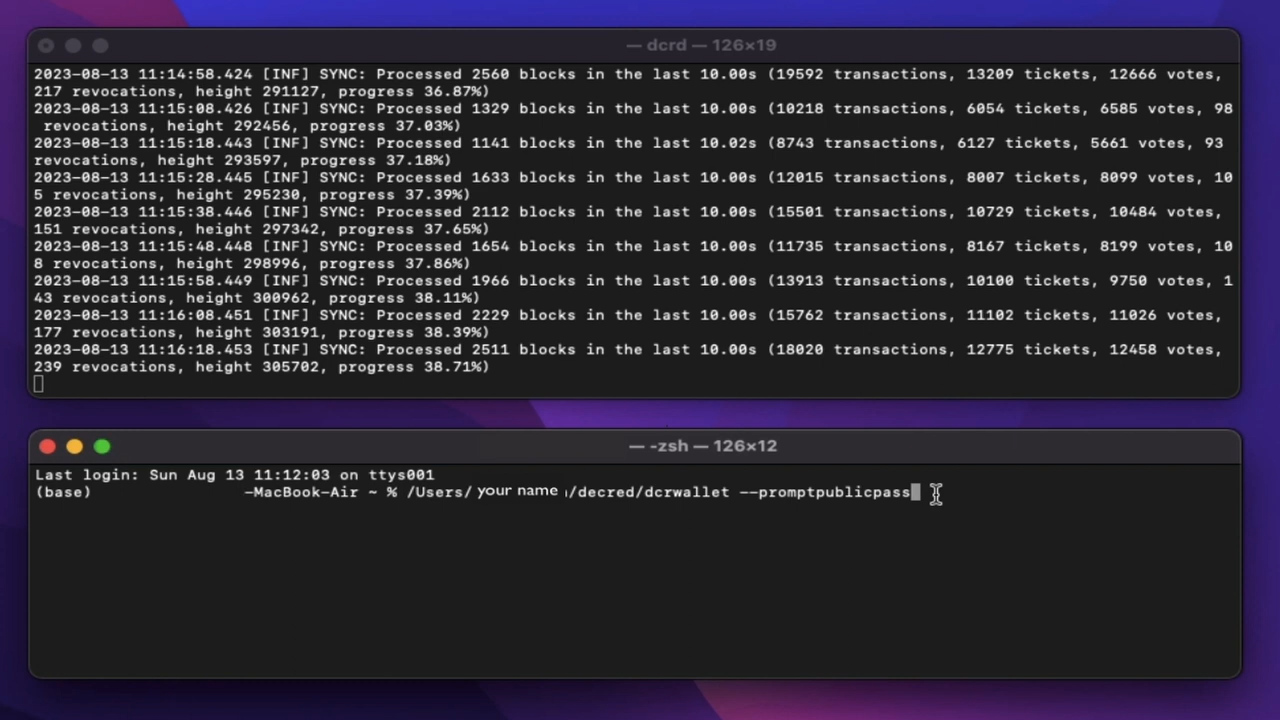 — dcrd — 126×19
2023-08-13 11:14:58.424 [INF] SYNC: Processed 2560 blocks in the last 10.00s (19592 transactions, 13209 tickets, 12666 votes,
217 revocations, height 291127, progress 36.87%)
2023-08-13 11:15:08.426 [INF] SYNC: Processed 1329 blocks in the last 10.00s (10218 transactions, 6054 tickets, 6585 votes, 98
revocations, height 292456, progress 37.03%)
2023-08-13 11:15:18.443 [INF] SYNC: Processed 1141 blocks in the last 10.02s (8743 transactions, 6127 tickets, 5661 votes, 93
revocations, height 293597, progress 37.18%)
2023-08-13 11:15:28.445 [INF] SYNC: Processed 1633 blocks in the last 10.00s (12015 transactions, 8007 tickets, 8099 votes, 10
5 revocations, height 295230, progress 37.39%)
2023-08-13 11:15:38.446 [INF] SYNC: Processed 2112 blocks in the last 10.00s (15501 transactions, 10729 tickets, 10484 votes,
151 revocations, height 297342, progress 37.65%)
2023-08-13 11:15:48.448 [INF] SYNC: Processed 1654 blocks in the last 10.00s (11735 transactions, 8167 tickets, 8199 votes, 10
8 revocations, height 298996, progress 37.86%)
2023-08-13 11:15:58.449 [INF] SYNC: Processed 1966 blocks in the last 10.00s (13913 transactions, 10100 tickets, 9750 votes, 1
43 revocations, height 300962, progress 38.11%)
2023-08-13 11:16:08.451 [INF] SYNC: Processed 2229 blocks in the last 10.00s (15762 transactions, 11102 tickets, 11026 votes,
177 revocations, height 303191, progress 38.39%)
2023-08-13 11:16:18.453 [INF] SYNC: Processed 2511 blocks in the last 10.00s (18020 transactions, 12775 tickets, 12458 votes,
239 revocations, height 305702, progress 38.71%)
— -zsh — 126×12
Last login: Sun Aug 13 11:12:03 on ttys001
(base) -MacBook-Air ~ % /Users/ your name /decred/dcrwallet --promptpublicpass